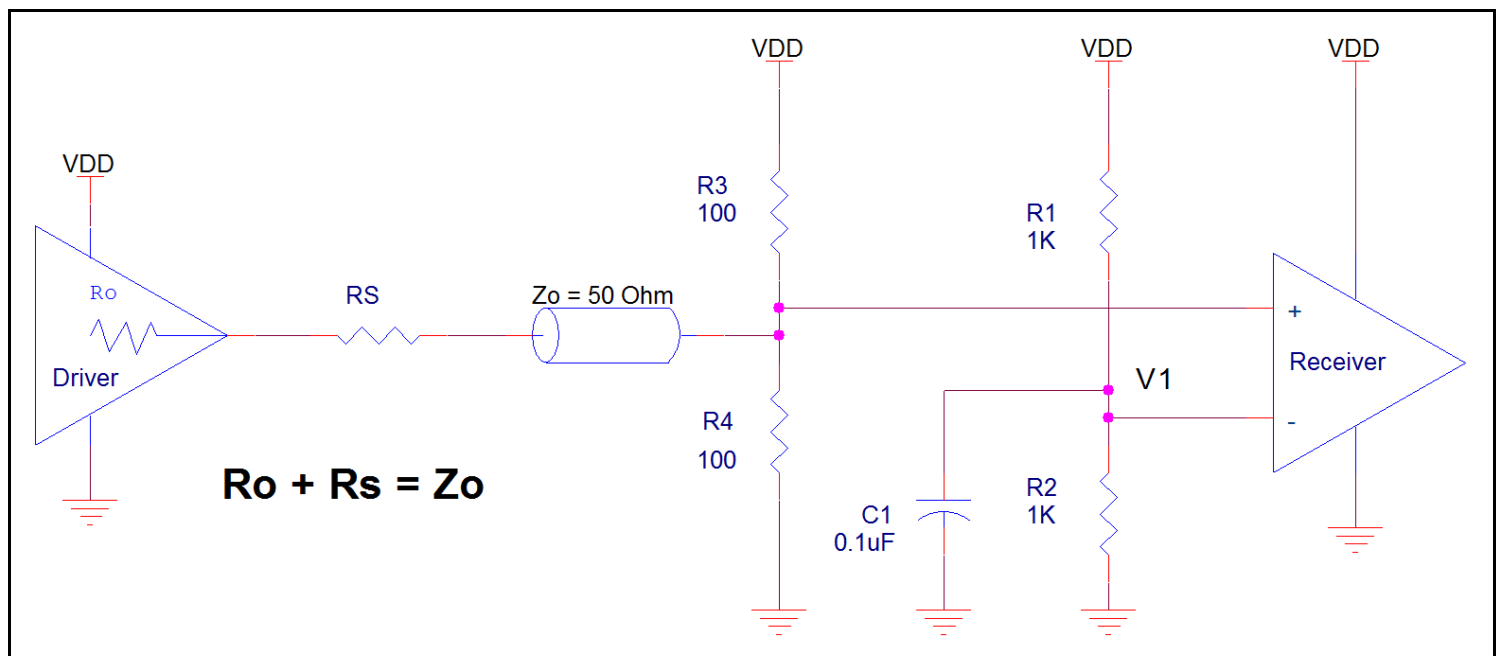 VDD
VDD
VDD
VDD
R3
100
R1
1K
Ro
RS
Zo = 50 Ohm
+
Receiver
Driver
V1
R4
100
-
Ro + Rs = Zo
R2
1K
C1
0.1uF